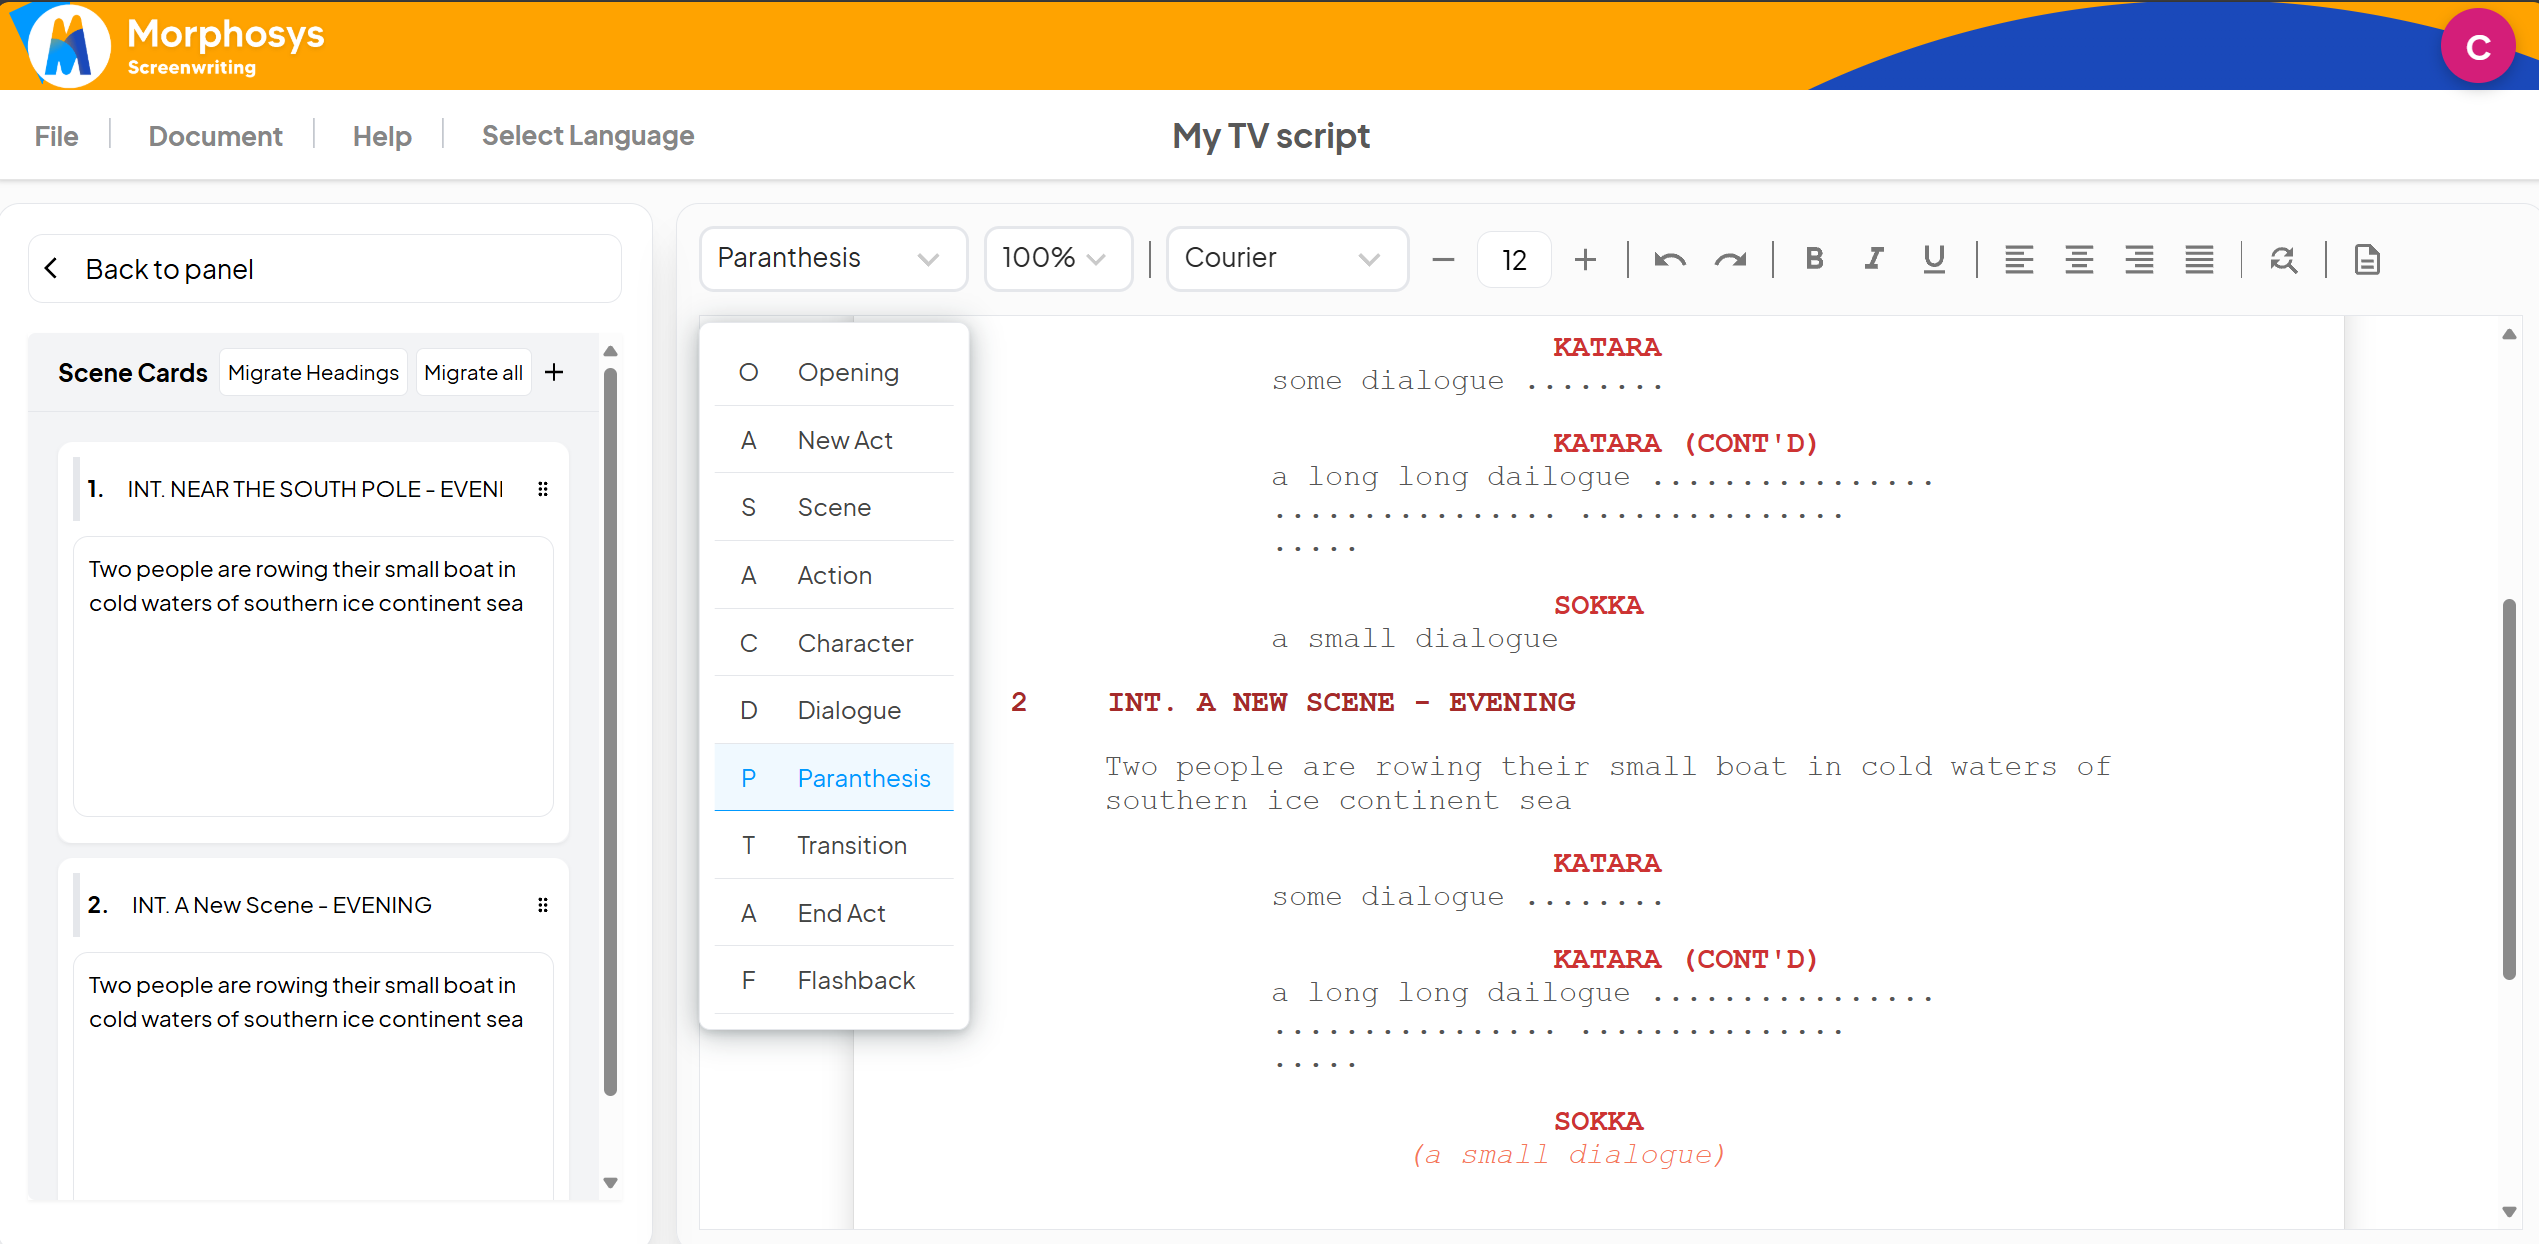 Morphosys
Screenwriting
C
File
Document
Help
Select Language
My TV script
Back to panel
Paranthesis
100%
Courier
12
B
I
U
Scene Cards
Migrate Headings
Migrate all
1. INT. NEAR THE SOUTH POLE - EVENI
Two people are rowing their small boat in
cold waters of southern ice continent sea
2. INT. A New Scene - EVENING
Two people are rowing their small boat in
cold waters of southern ice continent sea
O Opening
A New Act
S Scene
A Action
C Character
D Dialogue
P Paranthesis
T Transition
A End Act
F Flashback
KATARA
some dialogue ........
KATARA (CONT'D)
a long long dailogue ................
................ ...............
.....
SOKKA
a small dialogue
2 INT. A NEW SCENE - EVENING
Two people are rowing their small boat in cold waters of
southern ice continent sea
KATARA
some dialogue ........
KATARA (CONT'D)
a long long dailogue ................
................ ...............
.....
SOKKA
(a small dialogue)